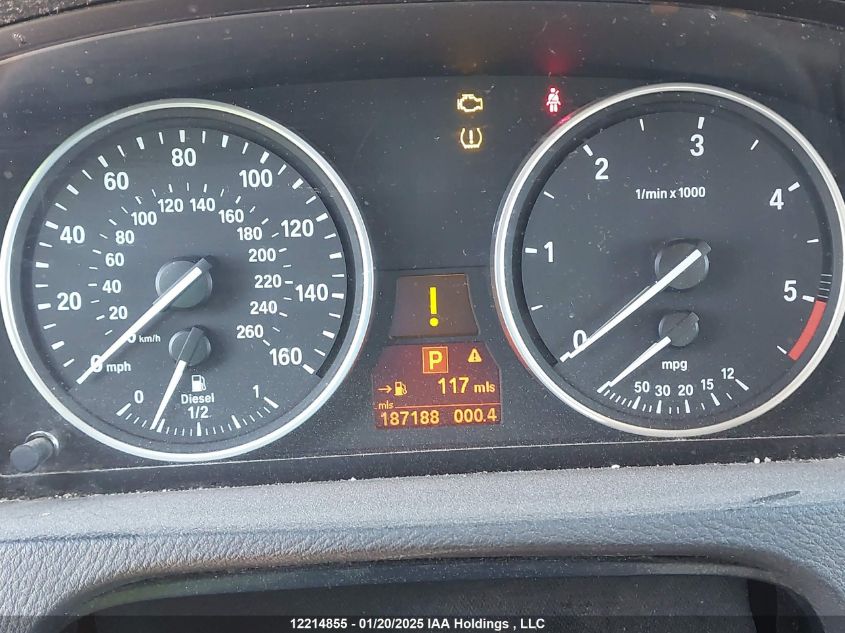 20 40 60 80 100 120 140 160
20 40 60 80 100 120 140 160 180 200 220 240 260
km/h
0 mph
0 1/2 1
Diesel
!
P
117 mls
mls
187188 000.4
0 1 2 3 4 5
1/min x 1000
mpg
50 30 20 15 12
12214855 - 01/20/2025 IAA Holdings , LLC